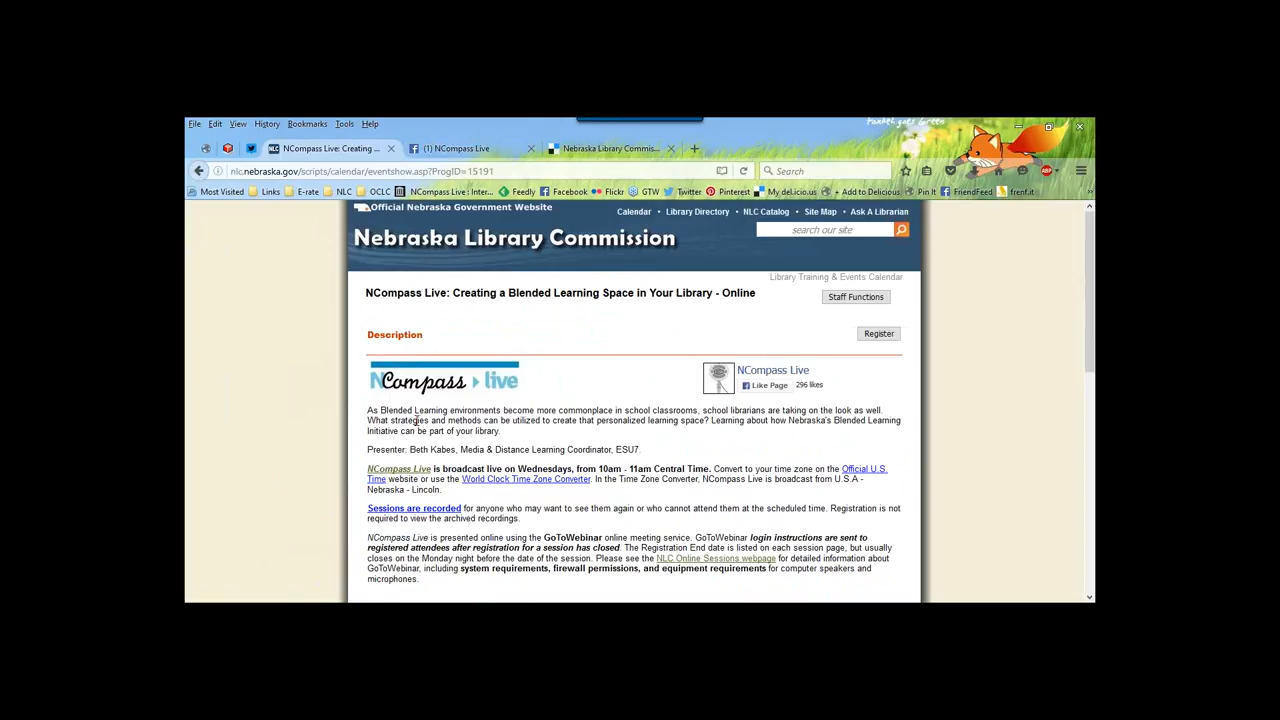 tanbeh goes Green
File Edit View History Bookmarks Tools Help
NCompass Live: Creating ... × (1) NCompass Live × Nebraska Library Commis... × +
nlc.nebraska.gov/scripts/calendar/eventshow.asp?ProgID=15191 Search
Most Visited Links E-rate NLC OCLC NCompass Live : Interr... Feedly Facebook Flickr GTW Twitter Pinterest My del.icio.us + Add to Delicious Pin It FriendFeed frenf.it »
Official Nebraska Government Website
Calendar • Library Directory • NLC Catalog • Site Map • Ask A Librarian
Nebraska Library Commission
search our site
Library Training & Events Calendar
NCompass Live: Creating a Blended Learning Space in Your Library - Online
Staff Functions
Description
Register
NCompass live
NCompass Live
Like Page 296 likes
As Blended Learning environments become more commonplace in school classrooms, school librarians are taking on the look as well.
What strategies and methods can be utilized to create that personalized learning space? Learning about how Nebraska's Blended Learning
Initiative can be part of your library.
Presenter: Beth Kabes, Media & Distance Learning Coordinator, ESU7.
NCompass Live is broadcast live on Wednesdays, from 10am - 11am Central Time. Convert to your time zone on the Official U.S.
Time website or use the World Clock Time Zone Converter. In the Time Zone Converter, NCompass Live is broadcast from U.S.A -
Nebraska - Lincoln.
Sessions are recorded for anyone who may want to see them again or who cannot attend them at the scheduled time. Registration is not
required to view the archived recordings.
NCompass Live is presented online using the GoToWebinar online meeting service. GoToWebinar login instructions are sent to
registered attendees after registration for a session has closed. The Registration End date is listed on each session page, but usually
closes on the Monday night before the date of the session. Please see the NLC Online Sessions webpage for detailed information about
GoToWebinar, including system requirements, firewall permissions, and equipment requirements for computer speakers and
microphones.